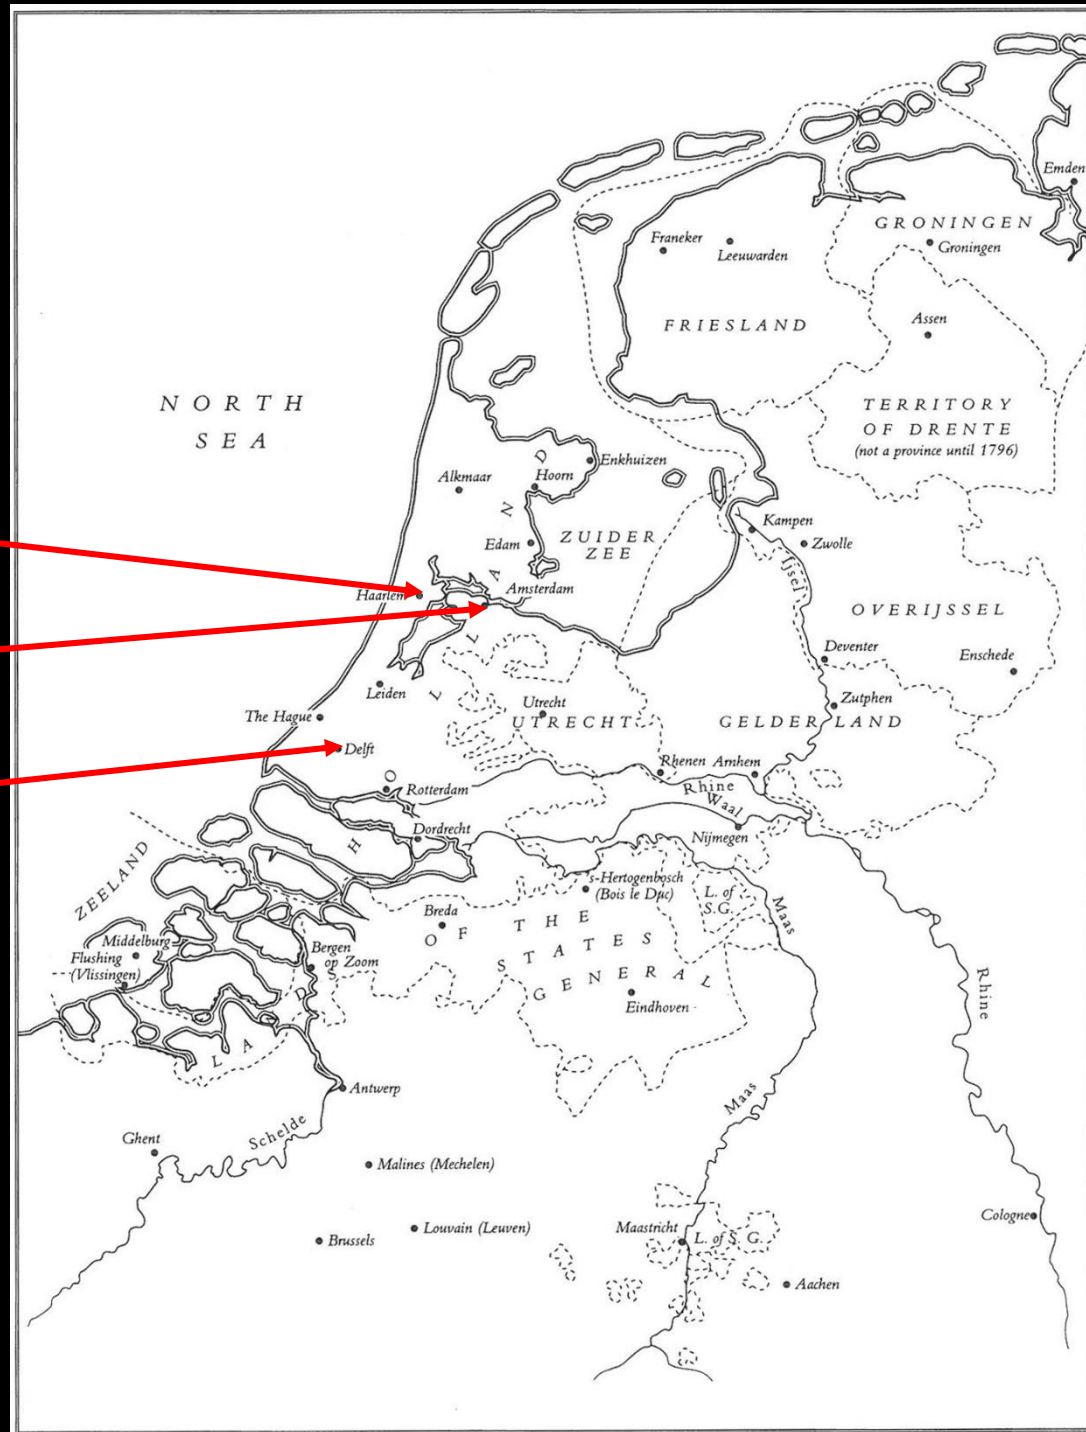 Emden
GRONINGEN
Groningen
Franeker
Leeuwarden
FRIESLAND
Assen
NORTH
SEA
TERRITORY
OF DRENTE
(not a province until 1796)
Enkhuizen
Hoorn
Alkmaar
Kampen
Zwolle
Edam
ZUIDER
ZEE
IJsel
Amsterdam
Haarlem
OVERIJSSEL
Deventer
Enschede
Leiden
Utrecht
Zutphen
The Hague
UTRECHT
GELDERLAND
Delft
Rhenen
Arnhem
Rhine
Rotterdam
Waal
HOLLAND
Dordrecht
Nijmegen
ZEELAND
s-Hertogenbosch
(Bois le Duc)
L. of
S.G.
Maas
Breda
LANDS OF THE
STATES
GENERAL
Middelburg
Flushing
(Vlissingen)
Bergen
op Zoom
Rhine
Eindhoven
Antwerp
Maas
Ghent
Schelde
Malines (Mechelen)
Louvain (Leuven)
Brussels
Maastricht
L. of S. G.
Cologne
Aachen